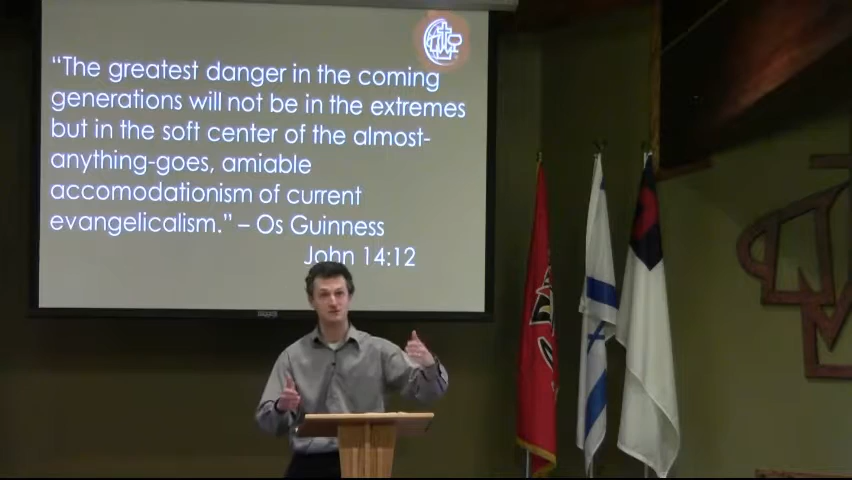 “The greatest danger in the coming
generations will not be in the extremes
but in the soft center of the almost-
anything-goes, amiable
accomodationism of current
evangelicalism.” – Os Guinness
John 14:12